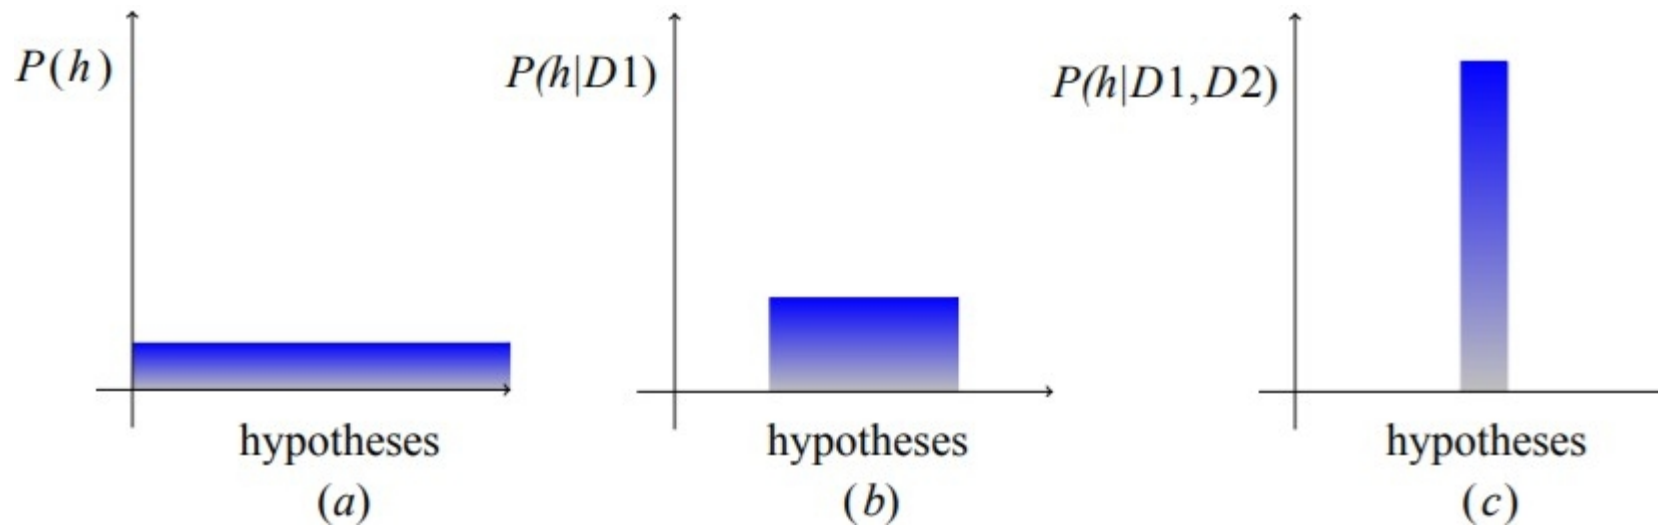 P(h)
P(h|D1)
P(h|D1,D2)
hypotheses
hypotheses
hypotheses
(a)
(b)
(c)